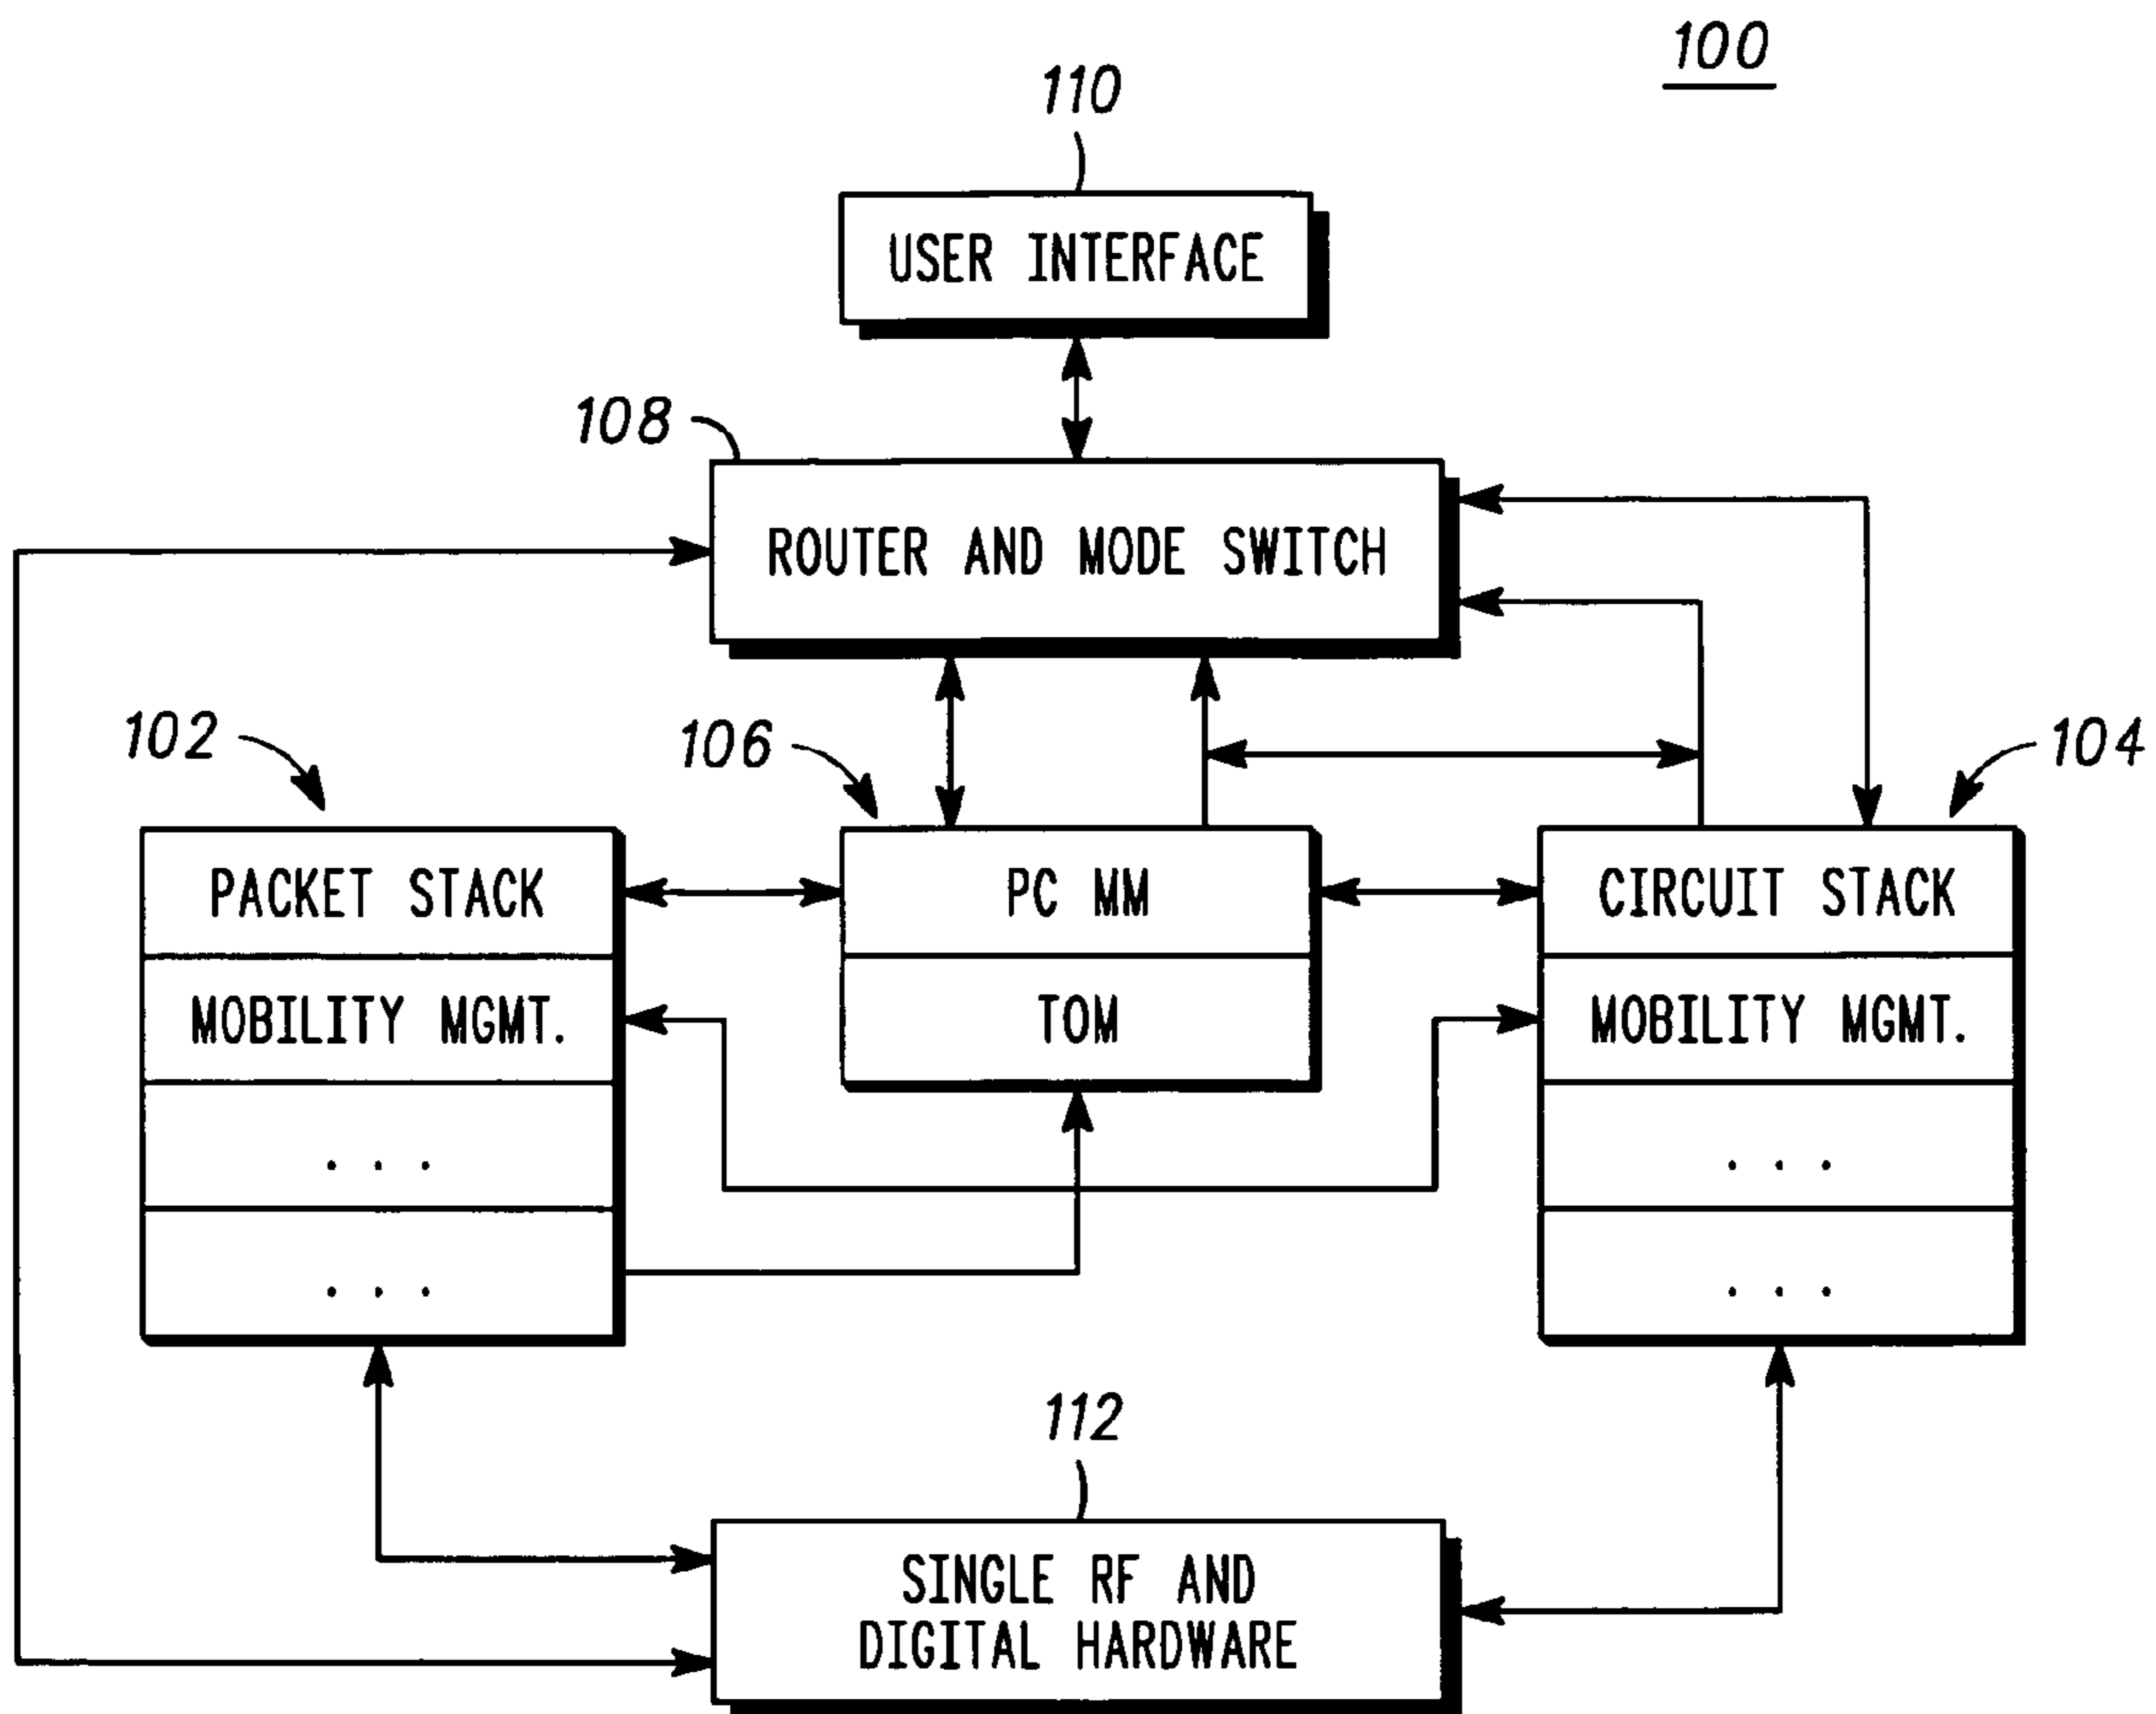 100
110
USER INTERFACE
108
ROUTER AND MODE SWITCH
102
106
104
PACKET STACK
MOBILITY MGMT.
. . .
. . .
PC MM
TOM
CIRCUIT STACK
MOBILITY MGMT.
. . .
. . .
112
SINGLE RF AND
DIGITAL HARDWARE